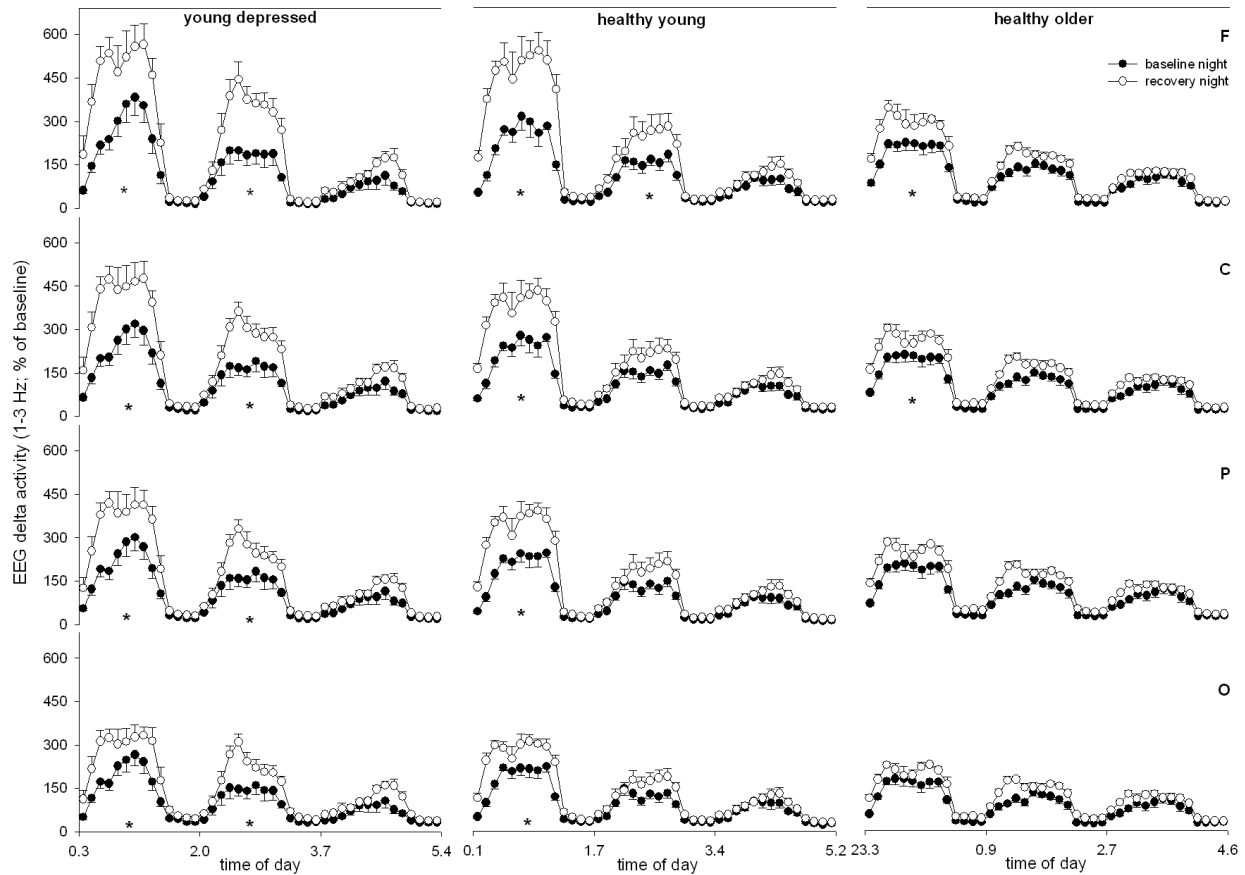 young depressed healthy young healthy older
F
baseline night
recovery night
600
450
300
150
0
* * * * *
C
600
450
300
150
0
* * * *
P
600
450
300
150
0
* * *
O
600
450
300
150
0
* * *
EEG delta activity (1-3 Hz; % of baseline)
0.3 2.0 3.7 5.4 0.1 1.7 3.4 5.2 23.3 0.9 2.7 4.6
time of day time of day time of day